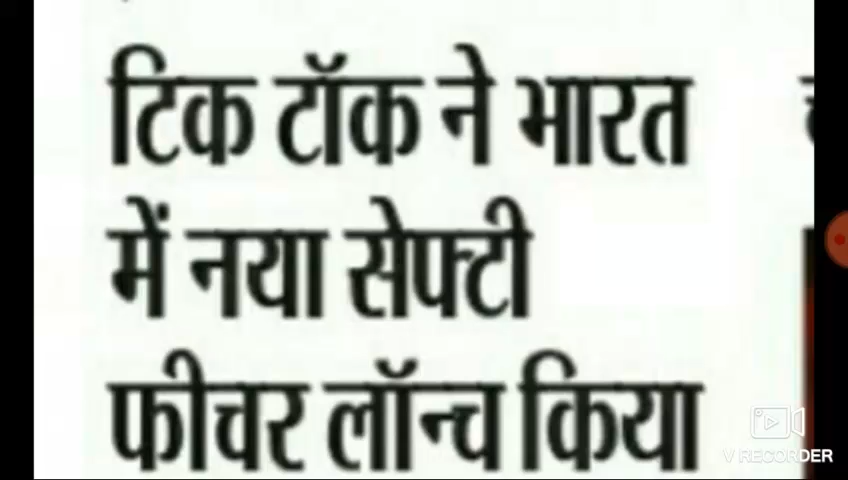 टिक टॉक ने भारत
में नया सेफ्टी
फीचर लॉन्च किया
V RECORDER